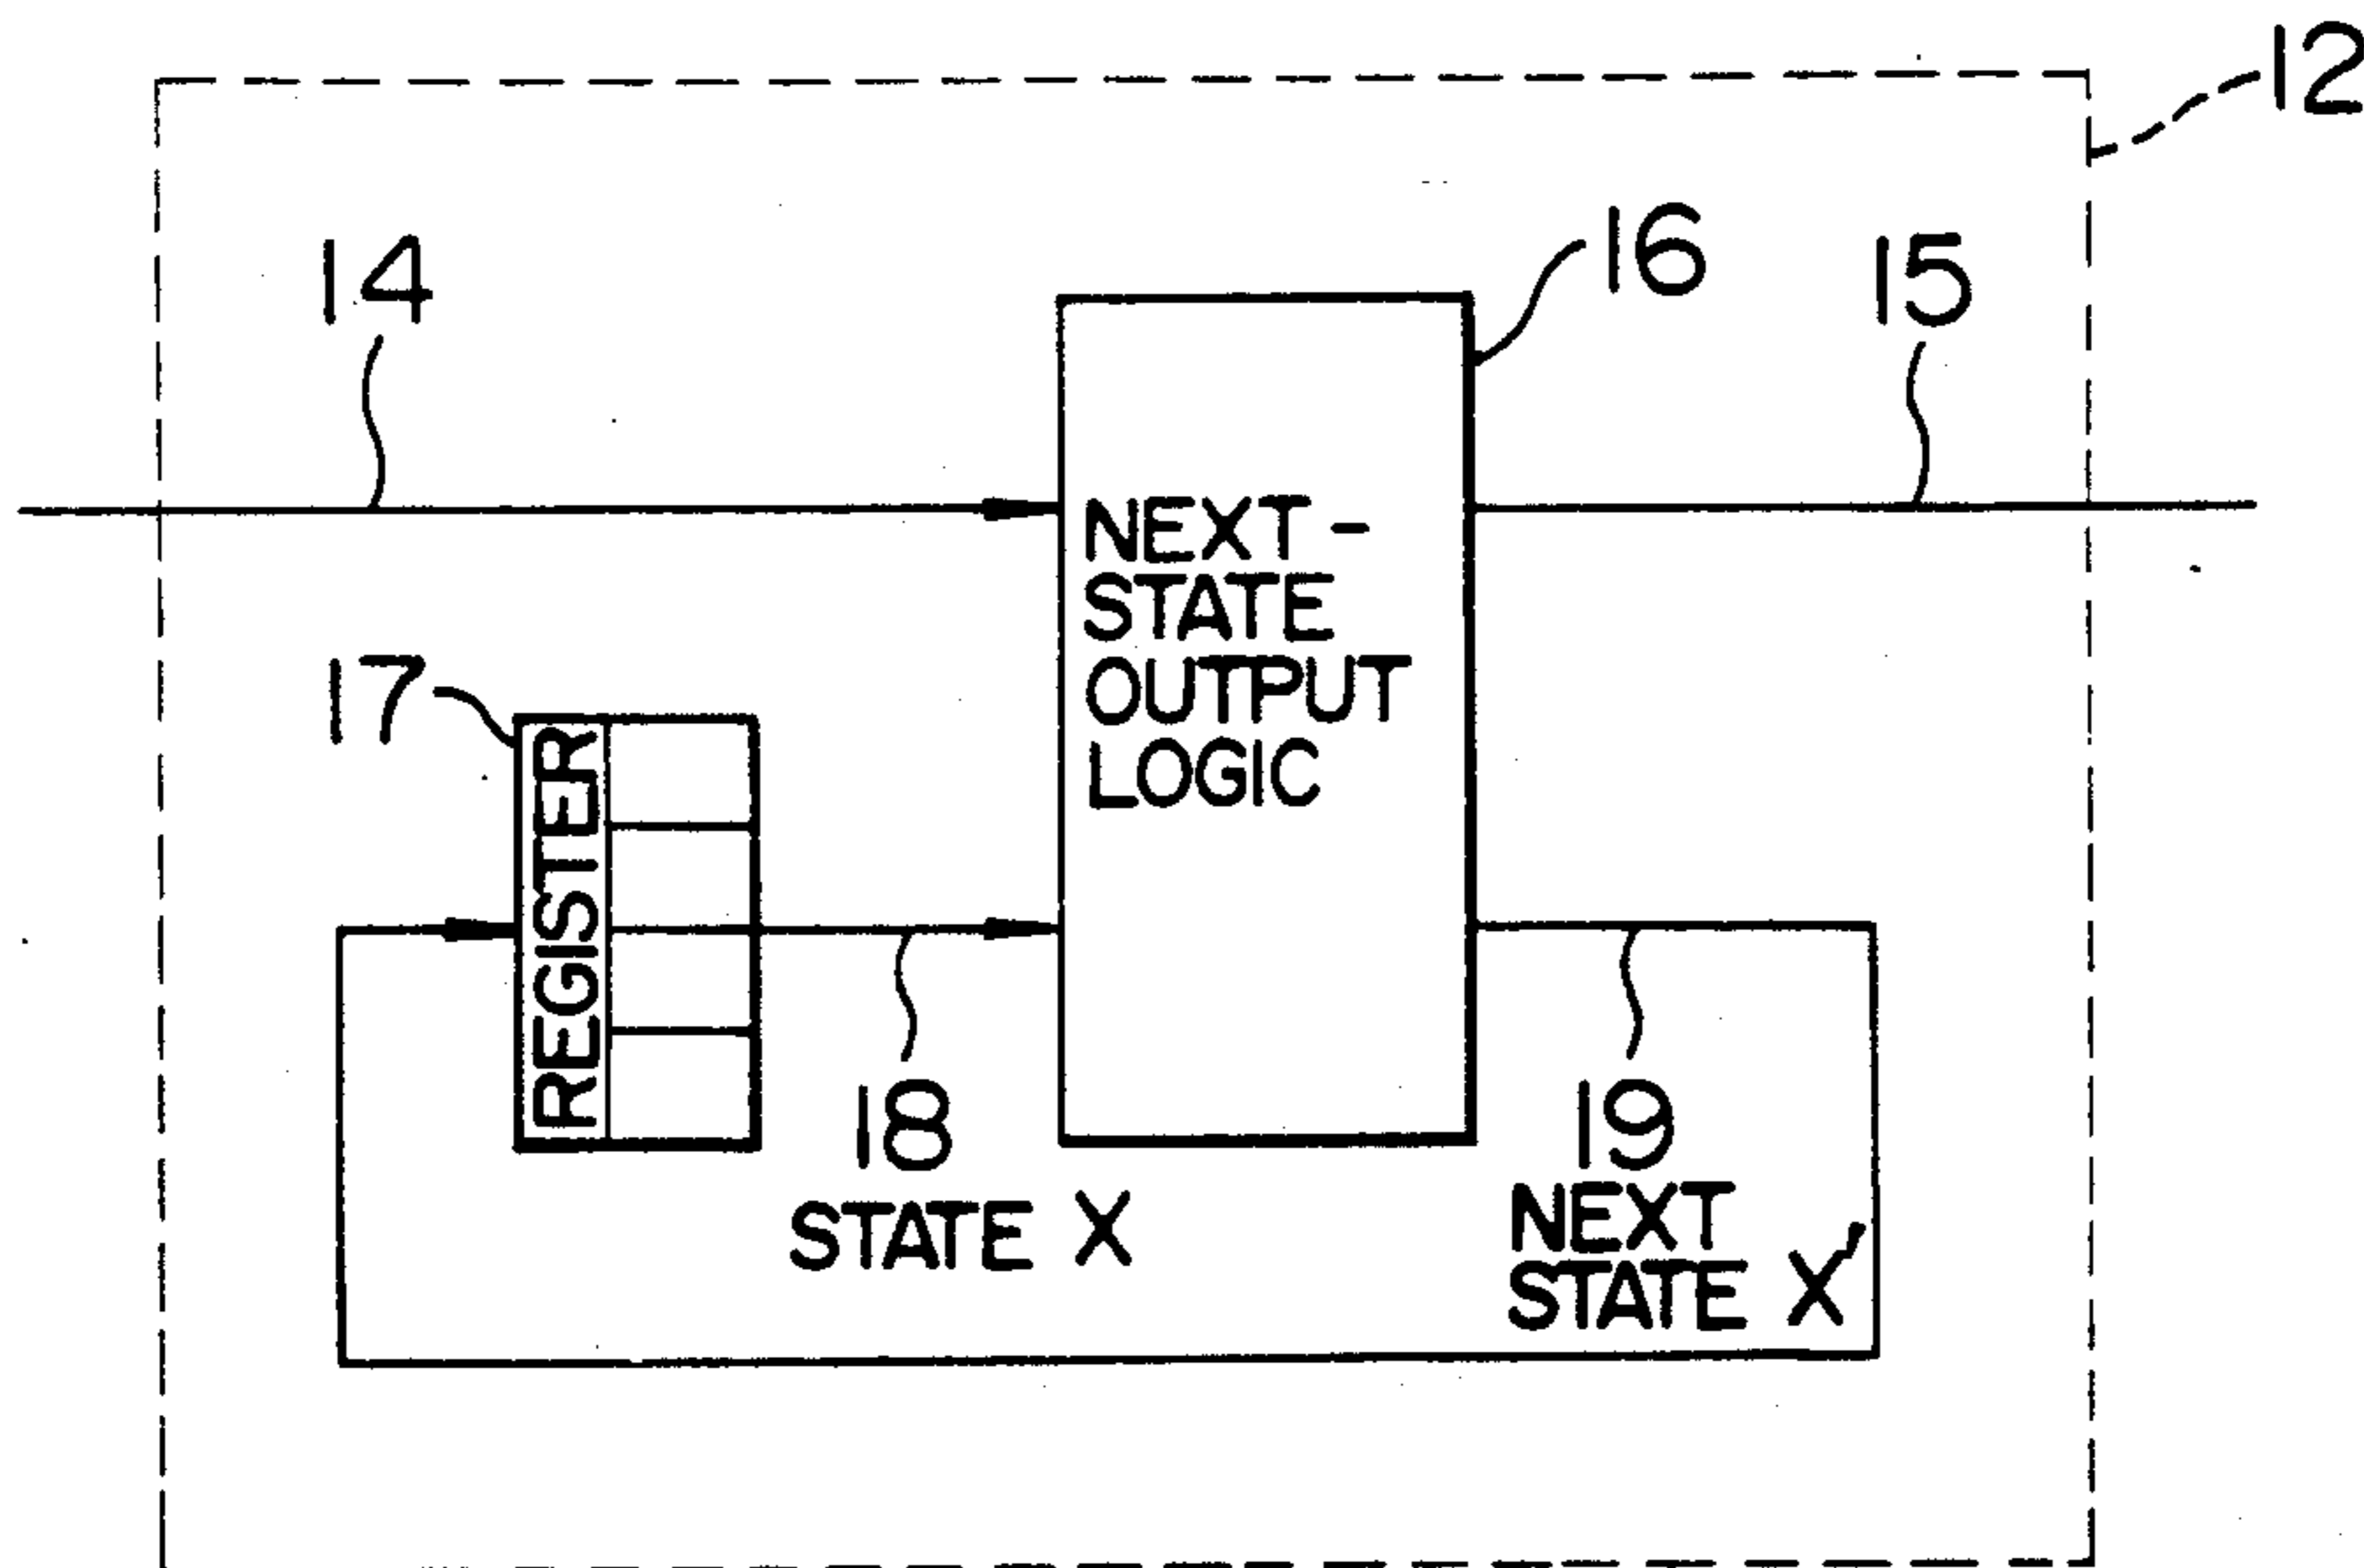 12
14
16
15
NEXT-
STATE
OUTPUT
LOGIC
17
REGISTER
18
STATE X
19
NEXT
STATE X'